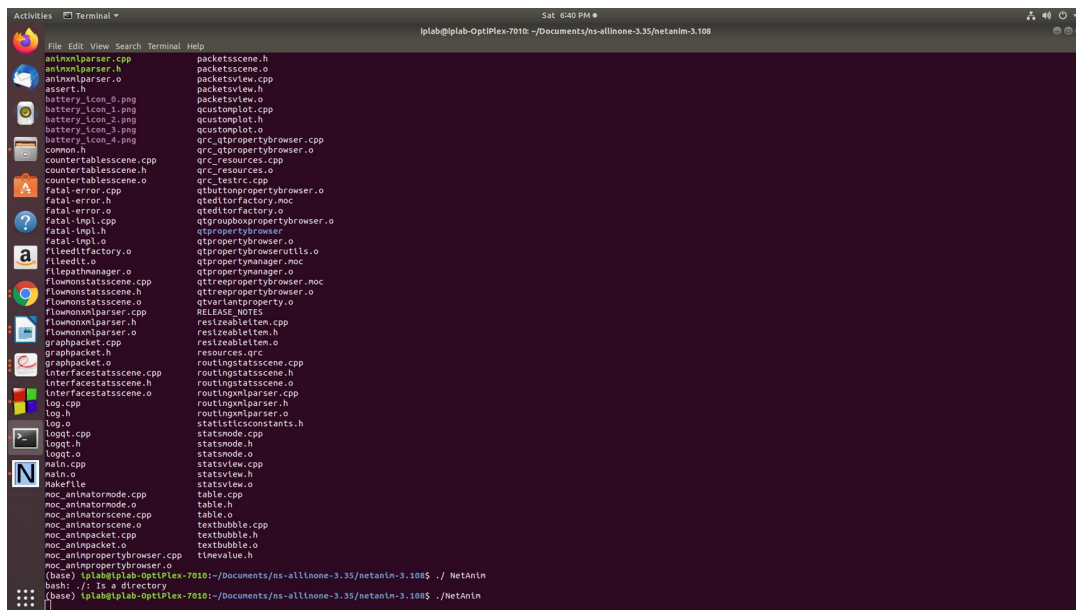 Activities Terminal Sat 6:40 PM
iplab@iplab-OptiPlex-7010: ~/Documents/ns-allinone-3.35/netanim-3.108
File Edit View Search Terminal Help
animxmlparser.cpp packetsscene.h
animxmlparser.h packetsscene.o
animxmlparser.o packetsview.cpp
assert.h packetsview.h
battery_icon_0.png packetsview.o
battery_icon_1.png qcustomplot.cpp
battery_icon_2.png qcustomplot.h
battery_icon_3.png qcustomplot.o
battery_icon_4.png qrc_qtpropertybrowser.cpp
common.h qrc_qtpropertybrowser.o
countertablesscene.cpp qrc_resources.cpp
countertablesscene.h qrc_resources.o
countertablesscene.o qrc_testrc.cpp
fatal-error.cpp qtbuttonpropertybrowser.o
fatal-error.h qteditorfactory.moc
fatal-error.o qteditorfactory.o
fatal-impl.cpp qtgroupboxpropertybrowser.o
fatal-impl.h qtpropertybrowser
fatal-impl.o qtpropertybrowser.o
fileeditfactory.o qtpropertybrowserutils.o
fileedit.o qtpropertymanager.moc
filepathmanager.o qtpropertymanager.o
flowmonstatsscene.cpp qttreepropertybrowser.moc
flowmonstatsscene.h qttreepropertybrowser.o
flowmonstatsscene.o qtvariantproperty.o
flowmonxmlparser.cpp RELEASE_NOTES
flowmonxmlparser.h resizeableitem.cpp
flowmonxmlparser.o resizeableitem.h
graphpacket.cpp resizeableitem.o
graphpacket.h resources.qrc
graphpacket.o routingstatsscene.cpp
interfacestatsscene.cpp routingstatsscene.h
interfacestatsscene.h routingstatsscene.o
interfacestatsscene.o routingxmlparser.cpp
log.cpp routingxmlparser.h
log.h routingxmlparser.o
log.o statisticsconstants.h
logqt.cpp statsmode.cpp
logqt.h statsmode.h
logqt.o statsmode.o
main.cpp statsview.cpp
main.o statsview.h
Makefile statsview.o
moc_animatormode.cpp table.cpp
moc_animatormode.o table.h
moc_animatorscene.cpp table.o
moc_animatorscene.o textbubble.cpp
moc_animpacket.cpp textbubble.h
moc_animpacket.o textbubble.o
moc_animpropertybrowser.cpp timevalue.h
moc_animpropertybrowser.o
(base) iplab@iplab-OptiPlex-7010:~/Documents/ns-allinone-3.35/netanim-3.108$ ./ NetAnim
bash: ./: Is a directory
(base) iplab@iplab-OptiPlex-7010:~/Documents/ns-allinone-3.35/netanim-3.108$ ./NetAnim